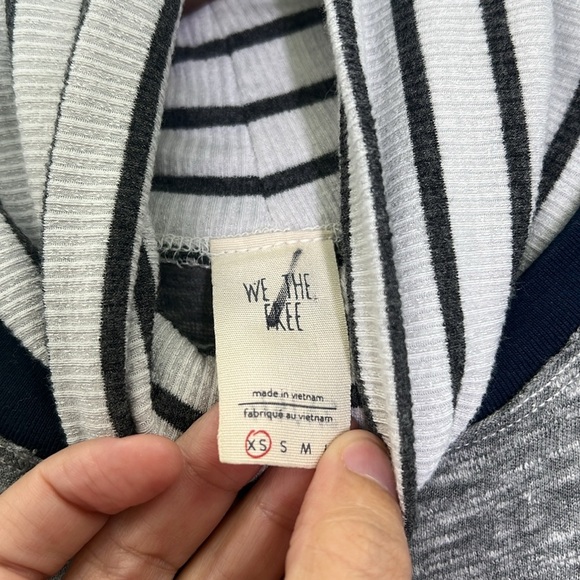 WE THE
FREE
made in vietnam
fabriqué au vietnam
XS S M